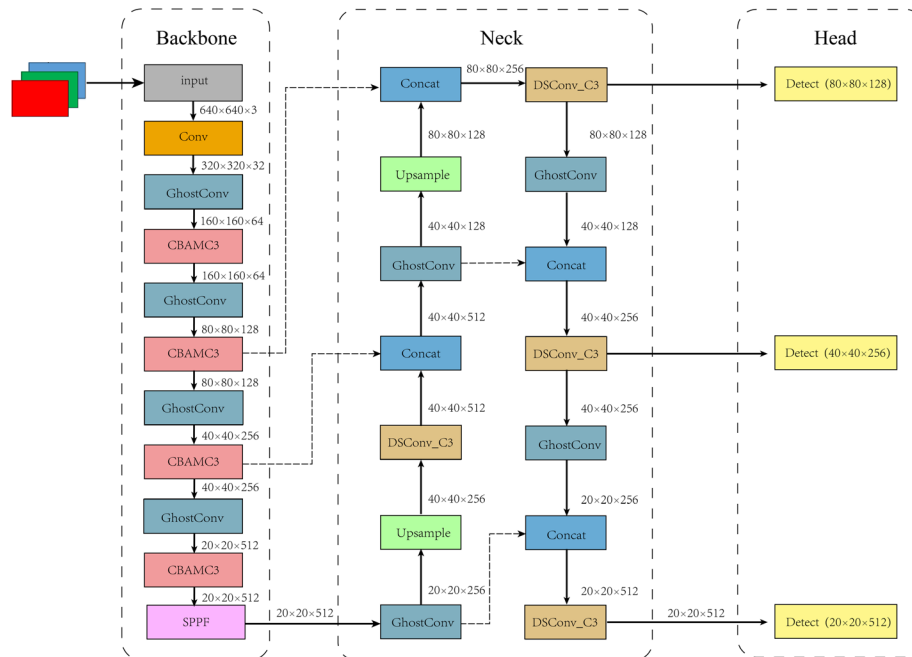 Backbone
Neck
Head
input
640×640×3
Conv
320×320×32
GhostConv
160×160×64
CBAMC3
160×160×64
GhostConv
80×80×128
CBAMC3
80×80×128
GhostConv
40×40×256
CBAMC3
40×40×256
GhostConv
20×20×512
CBAMC3
20×20×512
SPPF
20×20×512
Concat
80×80×128
Upsample
40×40×128
GhostConv
40×40×512
Concat
40×40×512
DSConv_C3
40×40×256
Upsample
20×20×256
GhostConv
80×80×256
DSConv_C3
80×80×128
GhostConv
40×40×128
Concat
40×40×256
DSConv_C3
40×40×256
GhostConv
20×20×256
Concat
20×20×512
DSConv_C3
20×20×512
Detect (80×80×128)
Detect (40×40×256)
Detect (20×20×512)